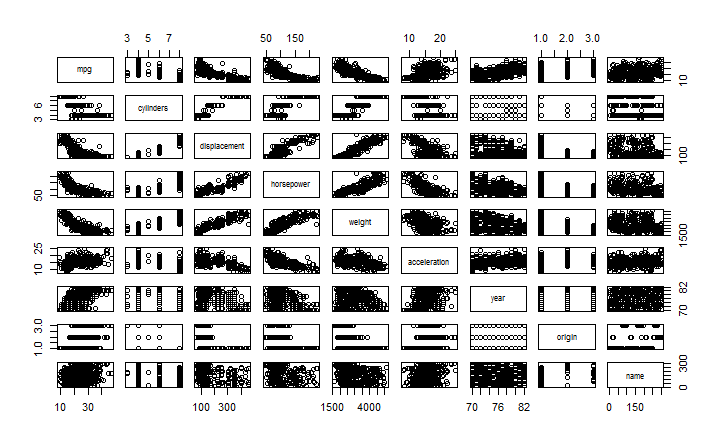 3 5 7 50 150 10 15 20 25 1.0 2.0 3.0
mpg 10
3 6 cylinders
displacement 100
50 horsepower
weight 1500
10 25 acceleration
year 70 82
1.0 3.0 origin
name 0 300
10 30 100 300 1500 4000 70 76 82 0 150